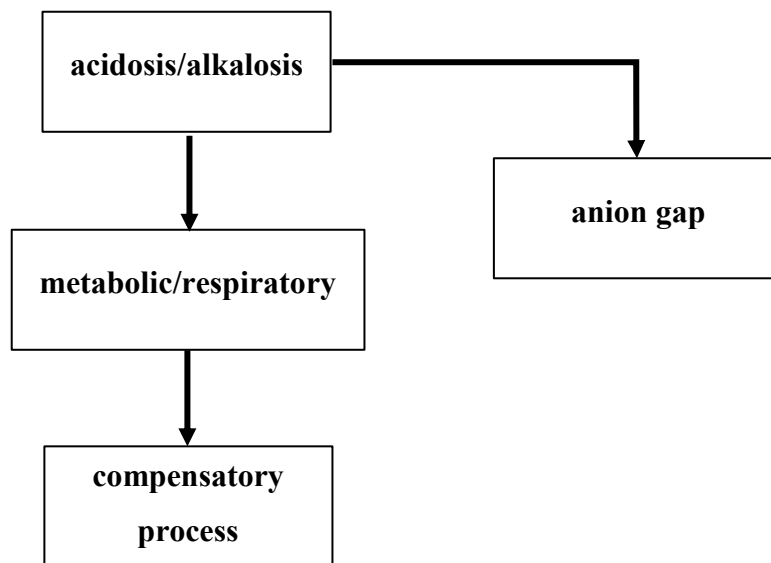 acidosis/alkalosis
anion gap
metabolic/respiratory
compensatory
process